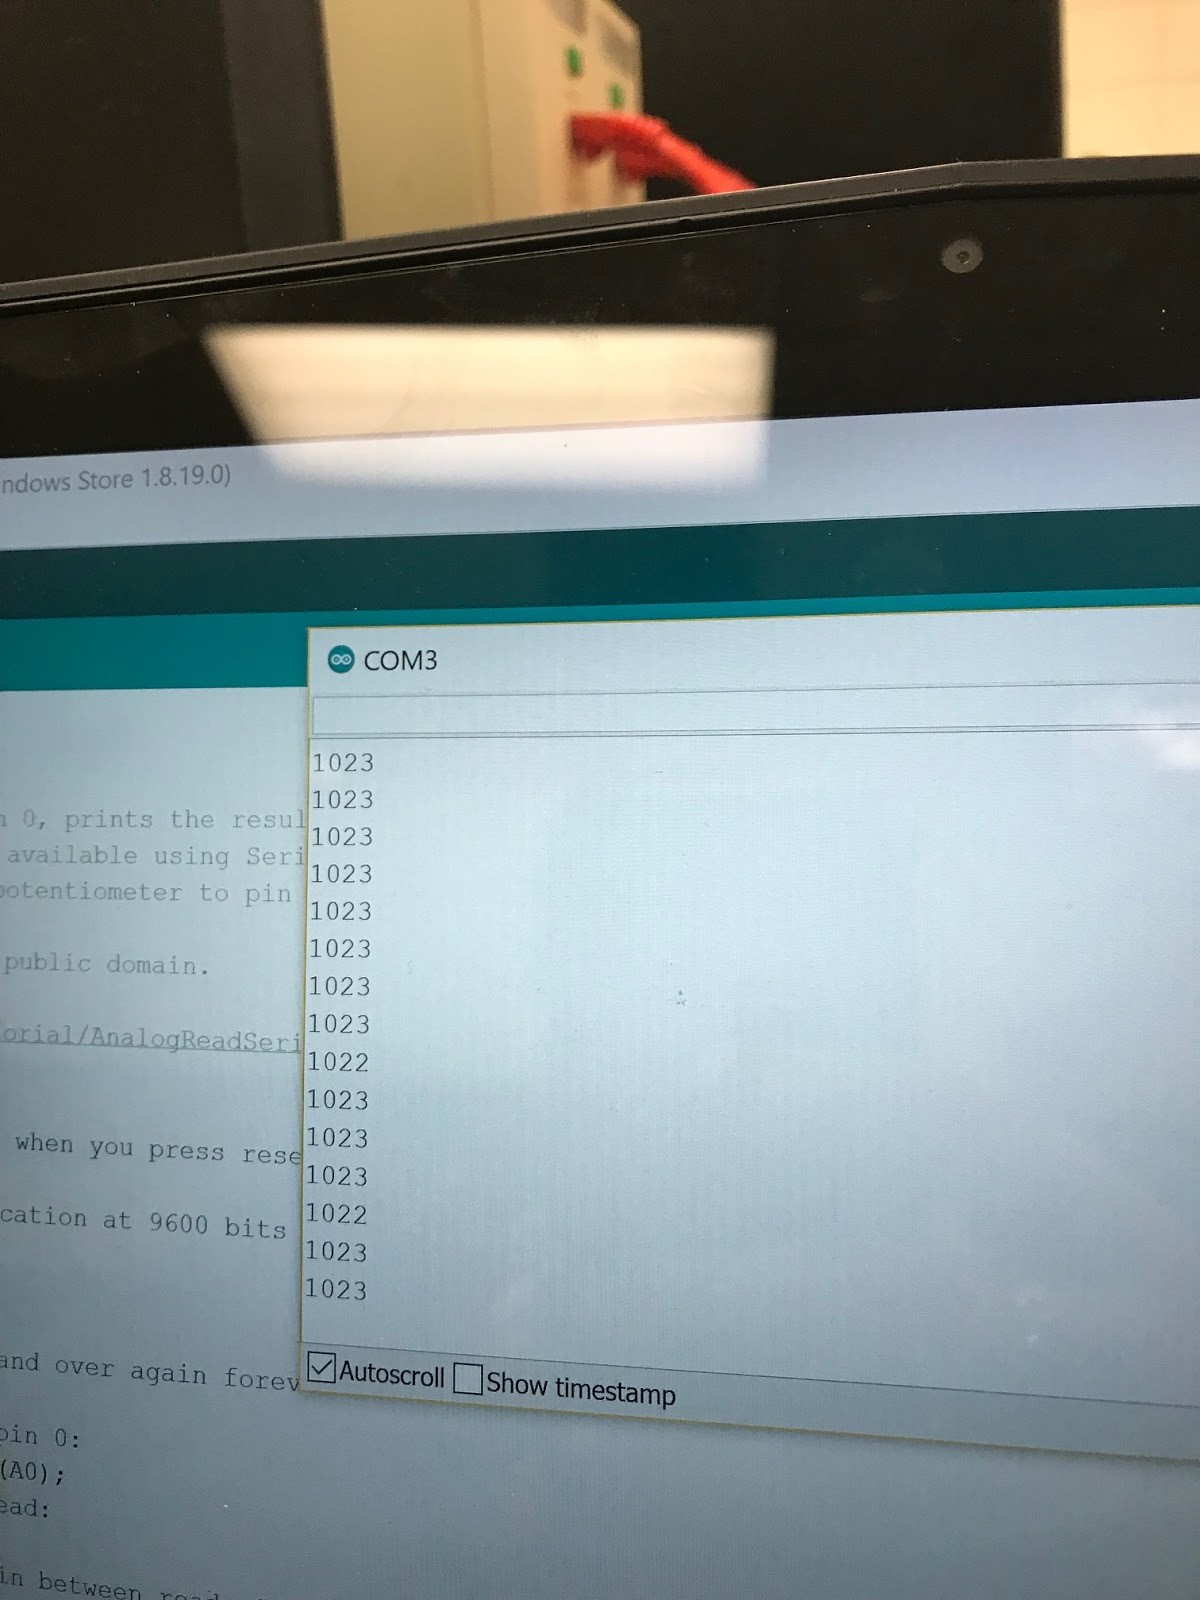 ndows Store 1.8.19.0)
COM3
1023
1023
1023
1023
1023
1023
1023
1023
1022
1023
1023
1023
1022
1023
1023
Autoscroll Show timestamp
0, prints the resul
available using Seri
potentiometer to pin
public domain.
orial/AnalogReadSeri
when you press rese
cation at 9600 bits
and over again forev
pin 0:
(A0);
ead:
in between